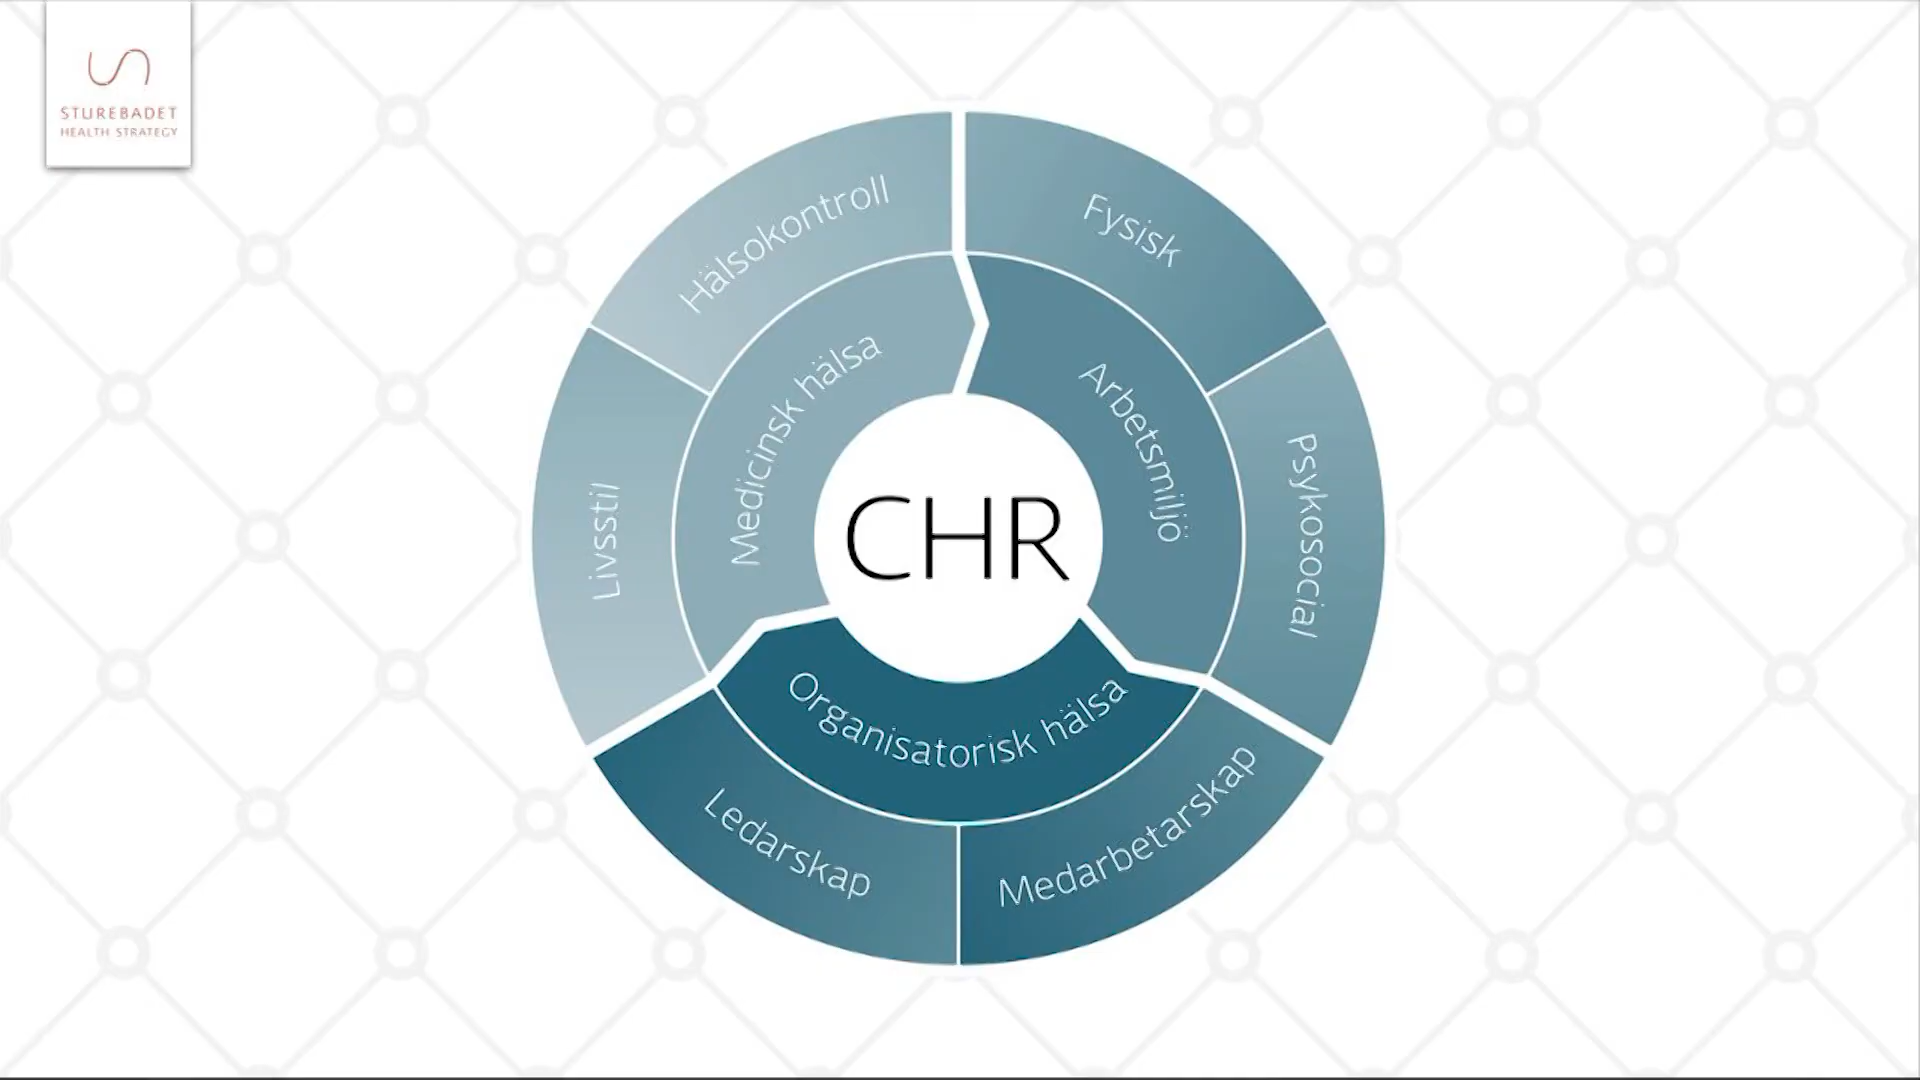 STUREBADET
HEALTH STRATEGY
Hälsokontroll
Fysisk
Medicinsk hälsa
Arbetsmiljö
Livsstil
Psykosocial
CHR
Organisatorisk hälsa
Ledarskap
Medarbetarskap